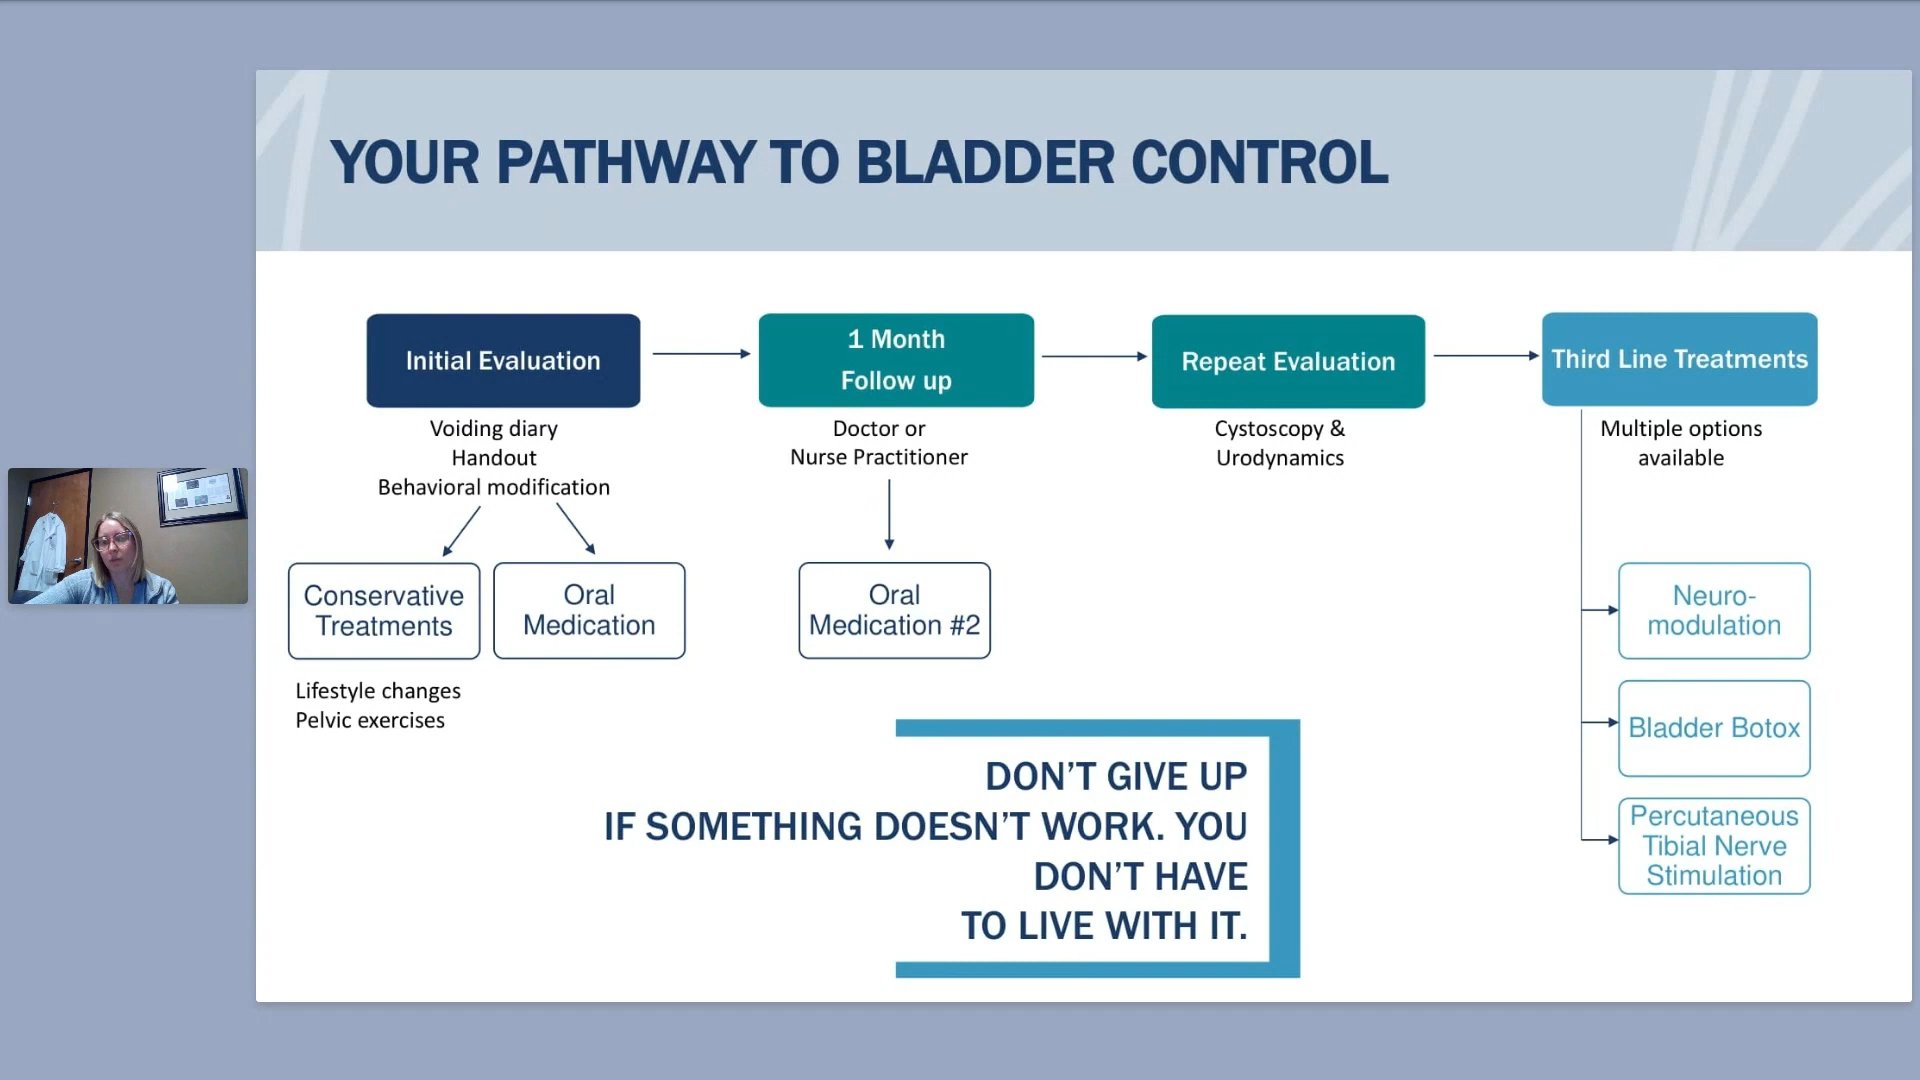 YOUR PATHWAY TO BLADDER CONTROL
Initial Evaluation
Voiding diary
Handout
Behavioral modification
Conservative
Treatments
Lifestyle changes
Pelvic exercises
Oral
Medication
1 Month
Follow up
Doctor or
Nurse Practitioner
Oral
Medication #2
Repeat Evaluation
Cystoscopy &
Urodynamics
Third Line Treatments
Multiple options
available
Neuro-
modulation
Bladder Botox
Percutaneous
Tibial Nerve
Stimulation
DON’T GIVE UP
IF SOMETHING DOESN’T WORK. YOU
DON’T HAVE
TO LIVE WITH IT.